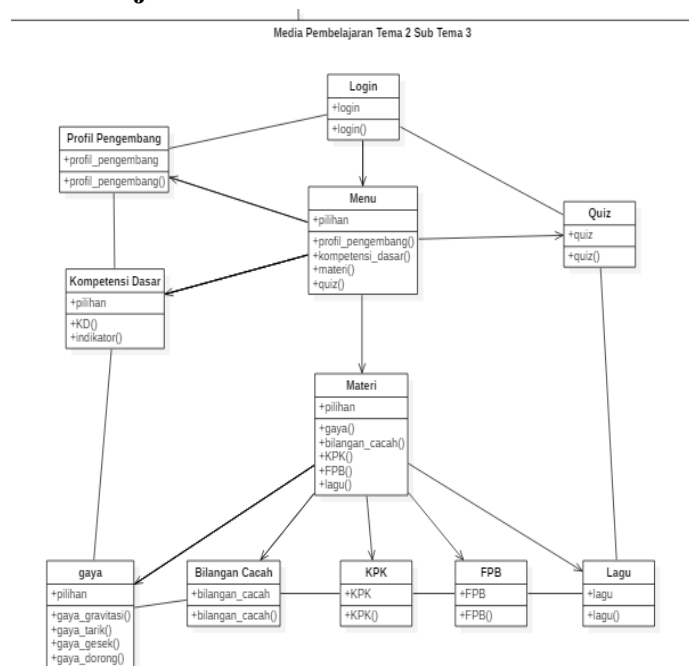 Media Pembelajaran Tema 2 Sub Tema 3
Login
+login
+login()
Profil Pengembang
+profil_pengembang
+profil_pengembang()
Menu
+pilihan
+profil_pengembang()
+kompetensi_dasar()
+materi()
+quiz()
Quiz
+quiz
+quiz()
Kompetensi Dasar
+pilihan
+KD()
+indikator()
Materi
+pilihan
+gaya()
+bilangan_cacah()
+KPK()
+FPB()
+lagu()
gaya
+pilihan
+gaya_gravitasi()
+gaya_tarik()
+gaya_gesek()
+gaya_dorong()
Bilangan Cacah
+bilangan_cacah
+bilangan_cacah()
KPK
+KPK
+KPK()
FPB
+FPB
+FPB()
Lagu
+lagu
+lagu()